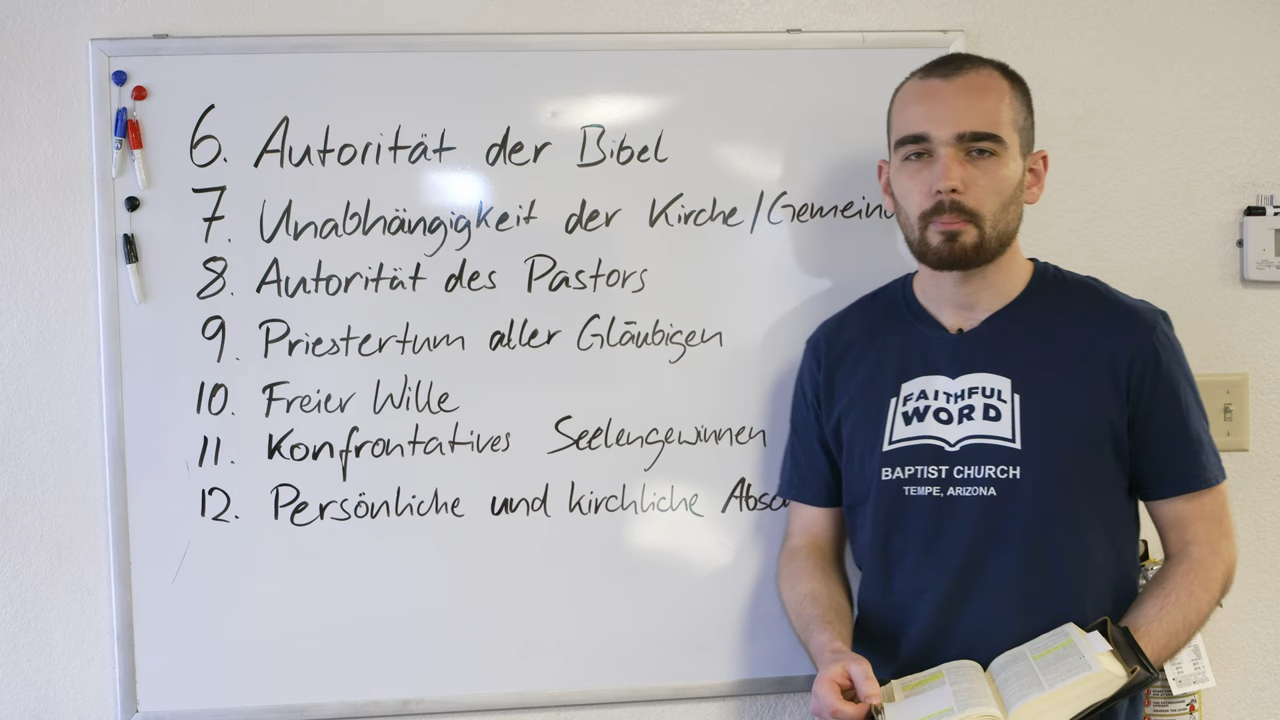 6. Autorität der Bibel
7. Unabhängigkeit der Kirche/Gemein
8. Autorität des Pastors
9. Priestertum aller Gläubigen
10. Freier Wille
11. Konfrontatives Seelengewinnen
12. Persönliche und kirchliche
FAITHFUL
WORD
BAPTIST CHURCH
TEMPE, ARIZONA